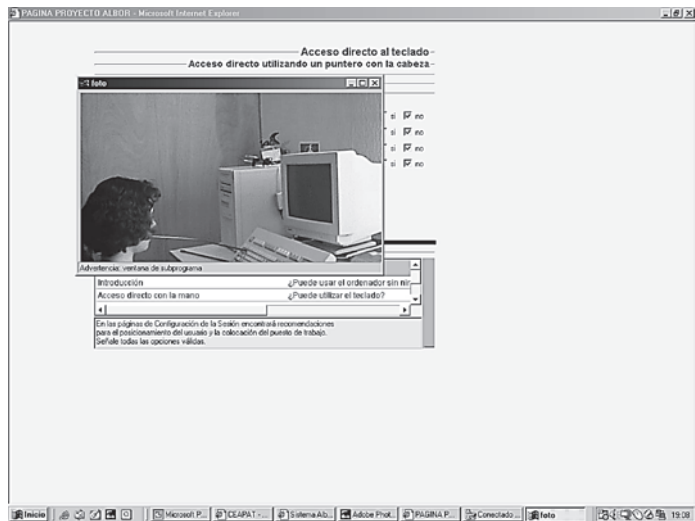 PAGINA PROYECTO ALBOR - Microsoft Internet Explorer
Acceso directo al teclado
Acceso directo utilizando un puntero con la cabeza
foto
si no
si no
si no
si no
Advertencia: ventana de subprograma
Introducción ¿Puede usar el ordenador sin nin
Acceso directo con la mano ¿Puede utilizar el teclado?
En las páginas de Configuración de la Sesión encontrará recomendaciones
para el posicionamiento del usuario y la colocación del puesto de trabajo.
Señale todas las opciones válidas.
Inicio Microsoft P... CEAPAT - ... Sistema Alb... Adobe Phot... PAGINA P... Conectado ... foto 19:08